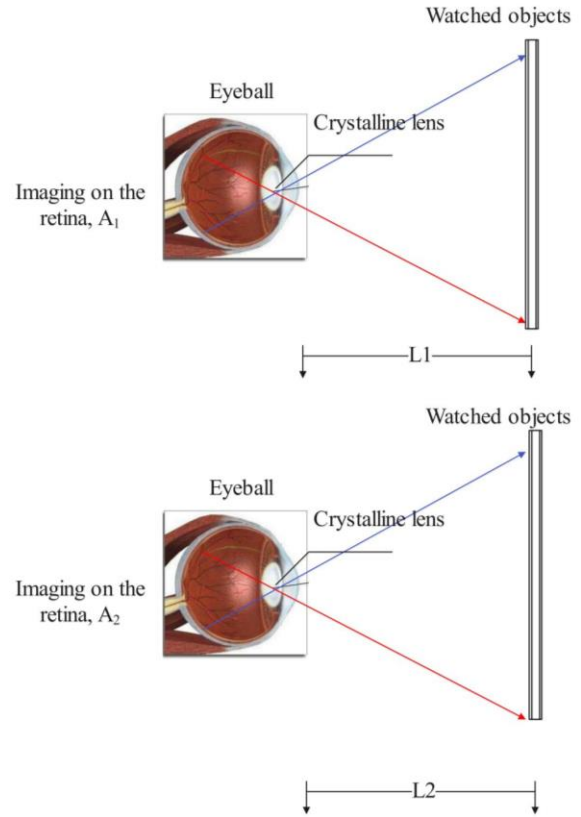 Watched objects
Eyeball
Crystalline lens
Imaging on the
retina, A₁
L1
Watched objects
Eyeball
Crystalline lens
Imaging on the
retina, A₂
L2